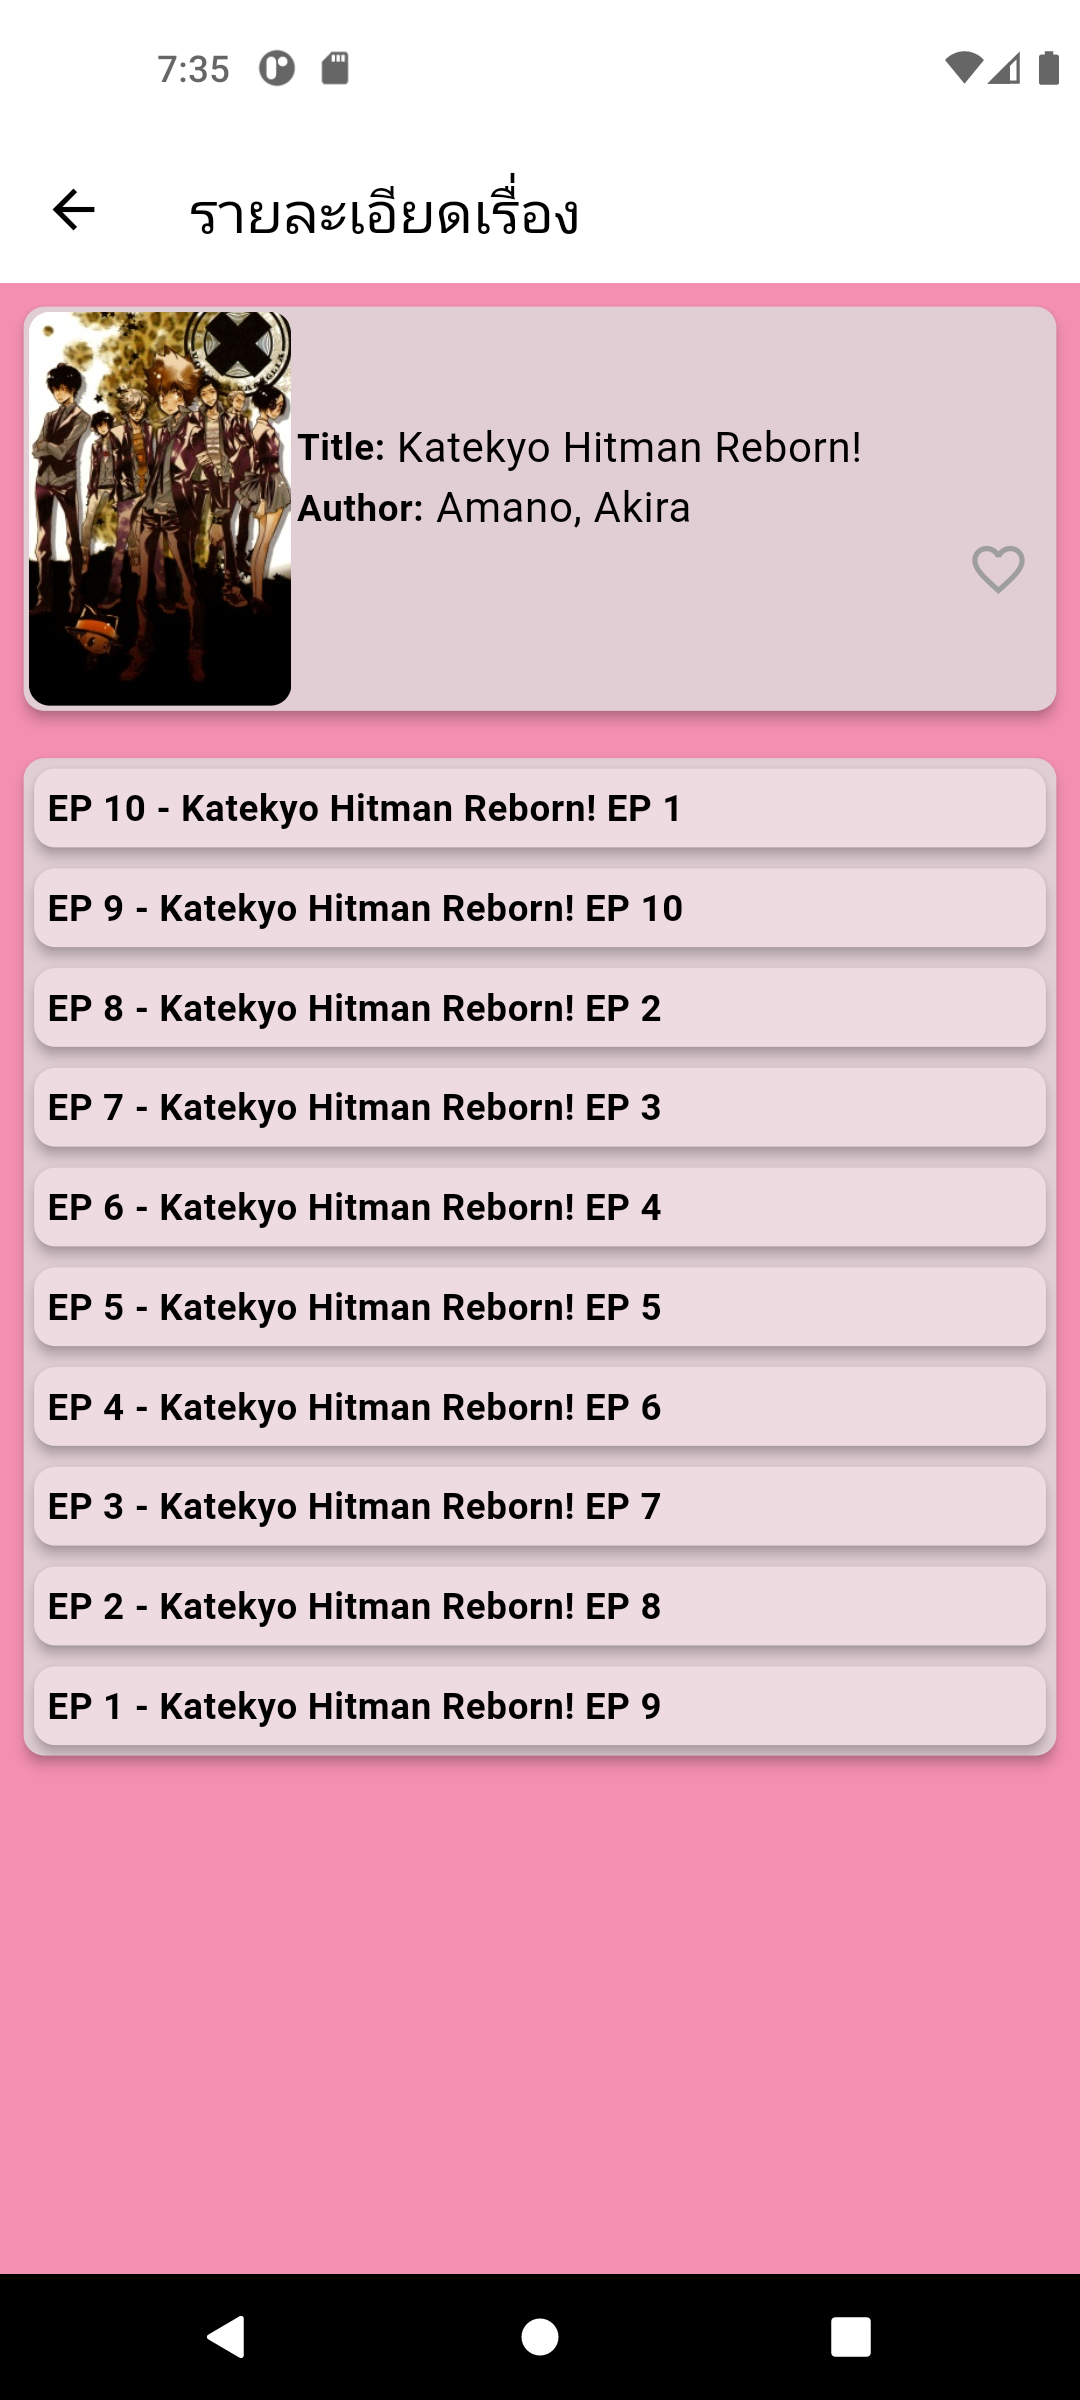 7:35
รายละเอียดเรื่อง
Title: Katekyo Hitman Reborn!
Author: Amano, Akira
EP 10 - Katekyo Hitman Reborn! EP 1
EP 9 - Katekyo Hitman Reborn! EP 10
EP 8 - Katekyo Hitman Reborn! EP 2
EP 7 - Katekyo Hitman Reborn! EP 3
EP 6 - Katekyo Hitman Reborn! EP 4
EP 5 - Katekyo Hitman Reborn! EP 5
EP 4 - Katekyo Hitman Reborn! EP 6
EP 3 - Katekyo Hitman Reborn! EP 7
EP 2 - Katekyo Hitman Reborn! EP 8
EP 1 - Katekyo Hitman Reborn! EP 9